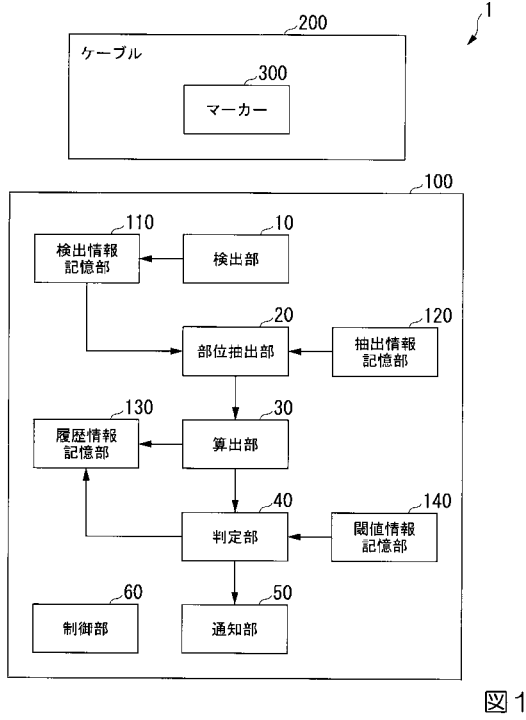 1
200
ケーブル
300
マーカー
100
110
10
検出情報
記憶部
検出部
20
120
部位抽出部
抽出情報
記憶部
130
30
履歴情報
記憶部
算出部
40
140
判定部
閾値情報
記憶部
60
50
制御部
通知部
図1